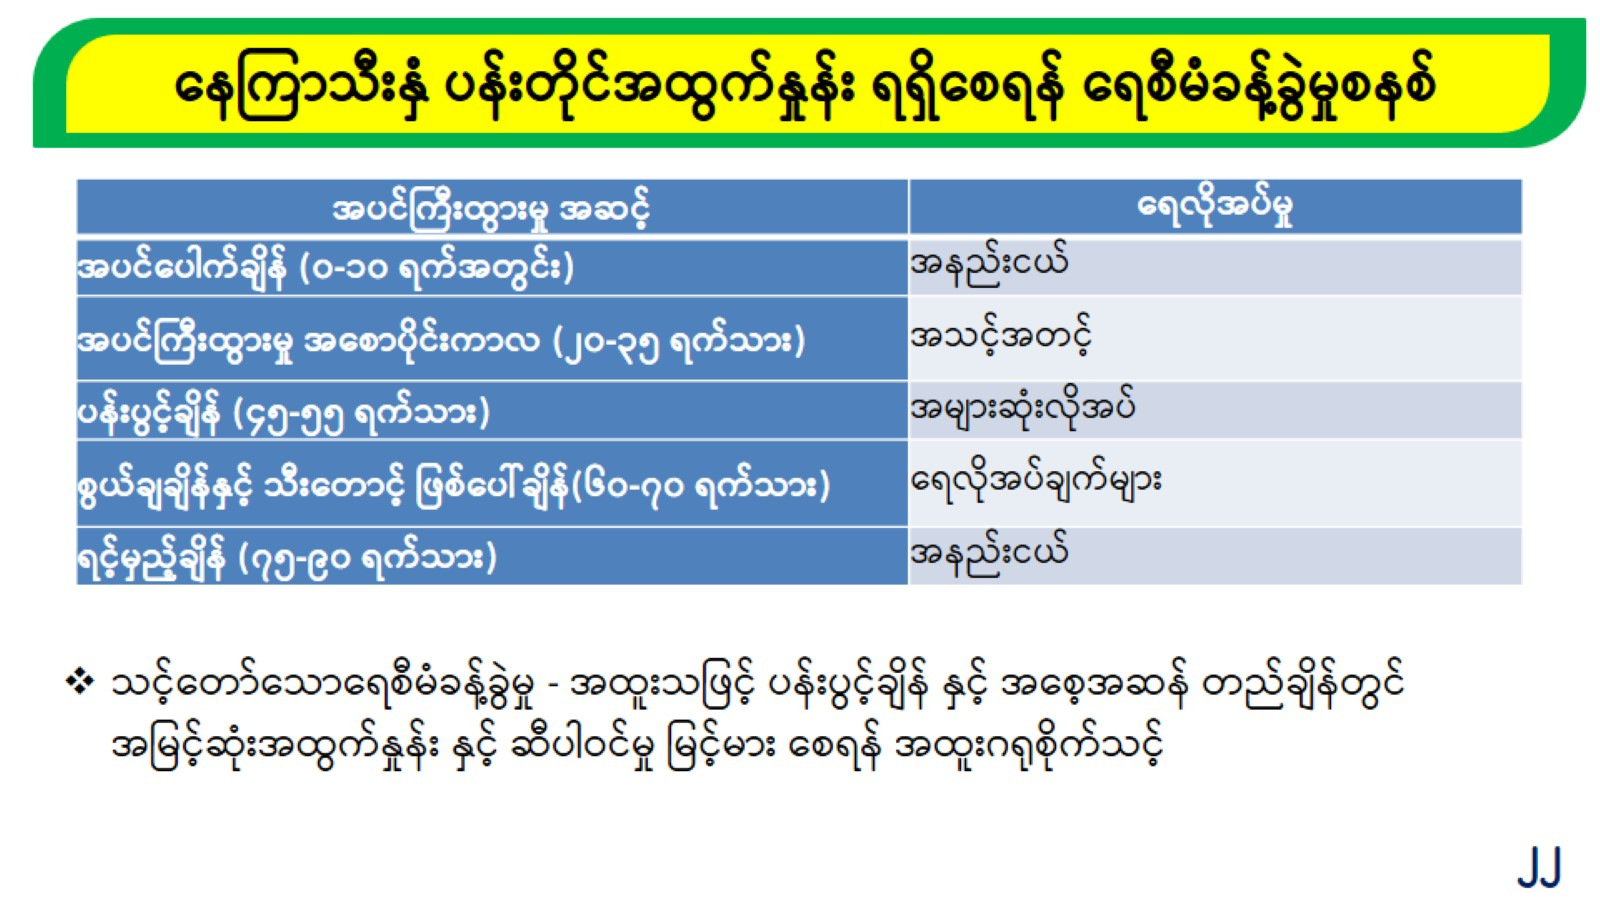 နေကြာသီးနှံ ပန်းတိုင်အထွက်နှုန်း ရရှိစေရန် ရေစီမံခန့်ခွဲမှုစနစ်
အပင်ကြီးထွားမှု အဆင့် ရေလိုအပ်မှု
အပင်ပေါက်ချိန် (၀-၁၀ ရက်အတွင်း) အနည်းငယ်
အပင်ကြီးထွားမှု အစောပိုင်းကာလ (၂၀-၃၅ ရက်သား) အသင့်အတင့်
ပန်းပွင့်ချိန် (၄၅-၅၅ ရက်သား) အများဆုံးလိုအပ်
စွယ်ချချိန်နှင့် သီးတောင့် ဖြစ်ပေါ်ချိန်(၆၀-၇၀ ရက်သား) ရေလိုအပ်ချက်များ
ရင့်မှည့်ချိန် (၇၅-၉၀ ရက်သား) အနည်းငယ်
❖ သင့်တော်သောရေစီမံခန့်ခွဲမှု - အထူးသဖြင့် ပန်းပွင့်ချိန် နှင့် အစေ့အဆန် တည်ချိန်တွင်
အမြင့်ဆုံးအထွက်နှုန်း နှင့် ဆီပါဝင်မှု မြင့်မား စေရန် အထူးဂရုစိုက်သင့်
၂၂